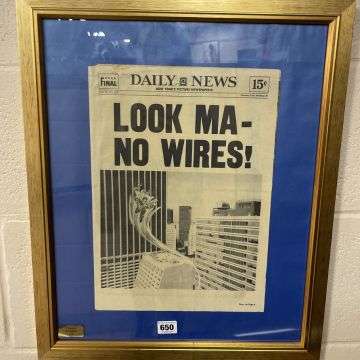 FINAL
DAILY NEWS
NEW YORK'S PICTURE NEWSPAPER
15¢
LOOK MA-
NO WIRES!
650